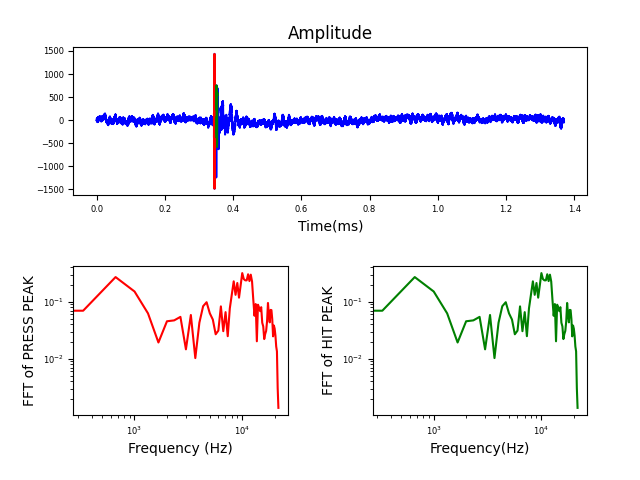 Amplitude
1500
1000
500
0
−500
−1000
−1500
0.0 0.2 0.4 0.6 0.8 1.0 1.2 1.4
Time(ms)
FFT of PRESS PEAK
10⁻¹
10⁻²
10³ 10⁴
Frequency (Hz)
FFT of HIT PEAK
10⁻¹
10⁻²
10³ 10⁴
Frequency(Hz)